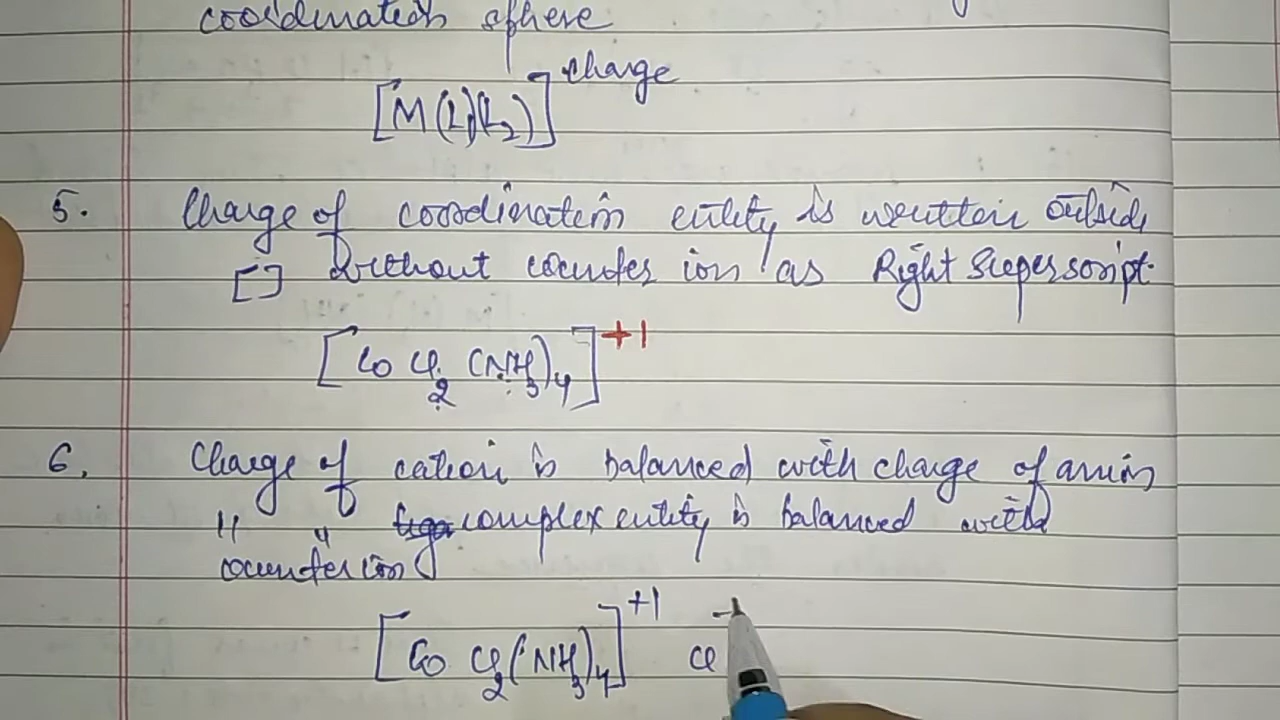 coordination sphere
[M(L₁)(L₂)]^charge
5. Charge of coordination entity is written outside
[ ] without counter ion as Right Superscript.
[Co Cl₂ (NH₃)₄]⁺¹
6. Charge of cation is balanced with charge of anion
" " complex entity is balanced with
counter ion
[Co Cl₂(NH₃)₄]⁺¹ Cl⁻